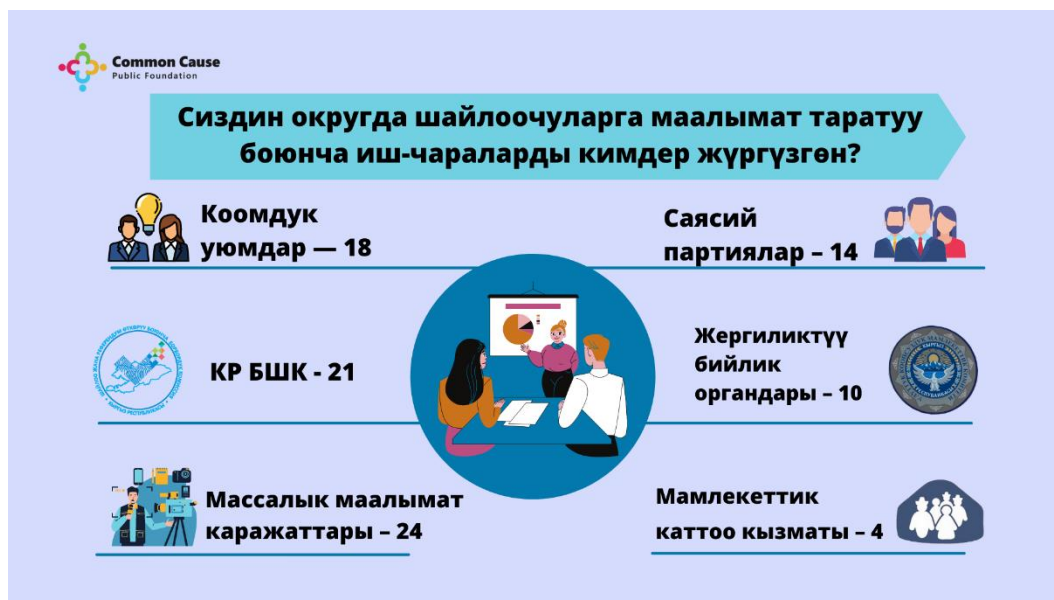 Common Cause
Public Foundation
Сиздин округда шайлоочуларга маалымат таратуу
боюнча иш-чараларды кимдер жүргүзгөн?
Коомдук
уюмдар — 18
Саясий
партиялар – 14
КР БШК - 21
Жергиликтүү
бийлик
органдары – 10
Массалык маалымат
каражаттары – 24
Мамлекеттик
каттоо кызматы – 4